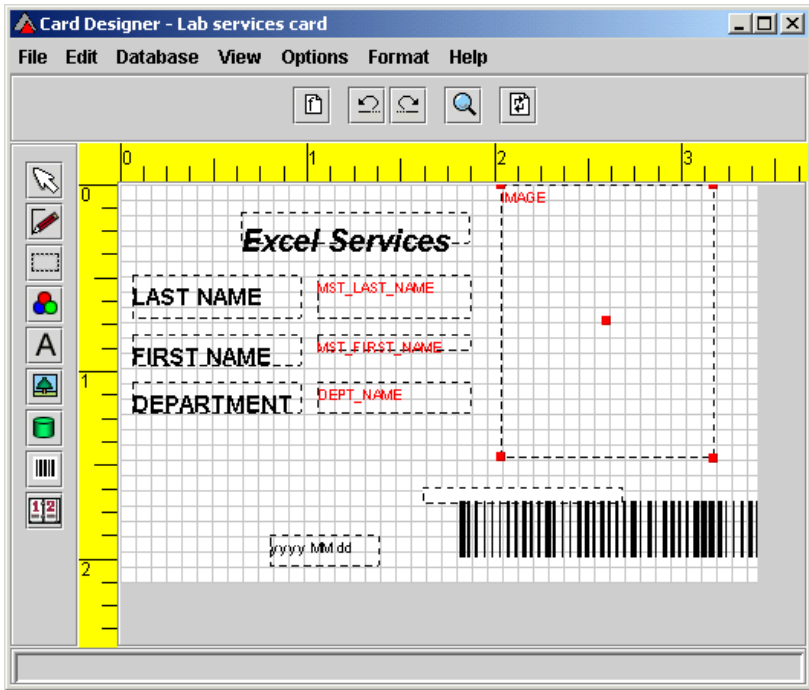 Card Designer - Lab services card
File Edit Database View Options Format Help
0 1 2 3
0
IMAGE
Excel Services
LAST NAME MST_LAST_NAME
FIRST NAME MST_FIRST_NAME
1
DEPARTMENT DEPT_NAME
A
12
yyyy MM dd
2